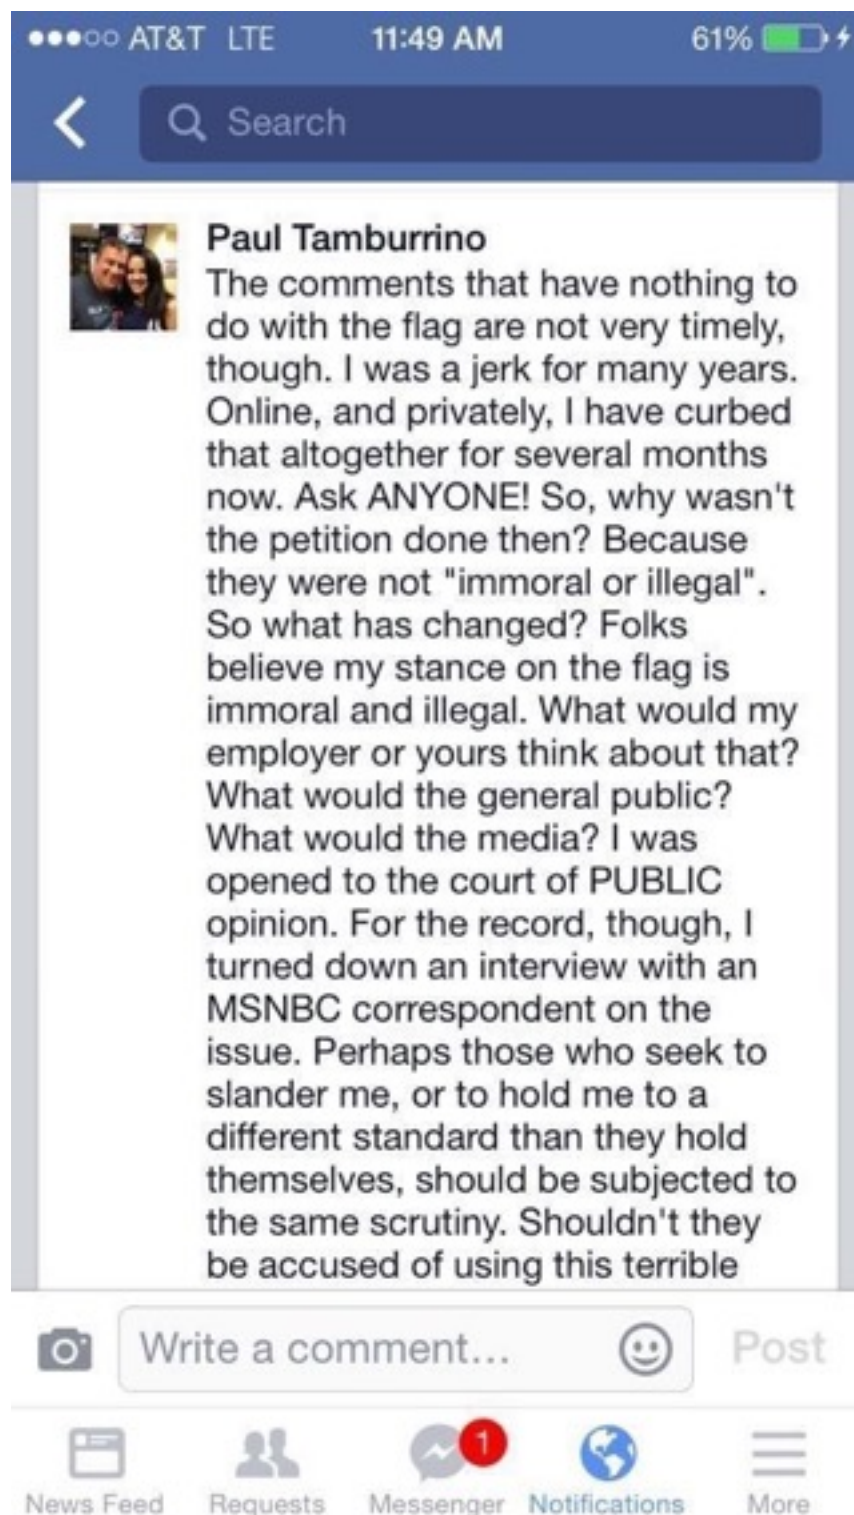 AT&T LTE 11:49 AM 61%
Search
Paul Tamburrino
The comments that have nothing to
do with the flag are not very timely,
though. I was a jerk for many years.
Online, and privately, I have curbed
that altogether for several months
now. Ask ANYONE! So, why wasn't
the petition done then? Because
they were not "immoral or illegal".
So what has changed? Folks
believe my stance on the flag is
immoral and illegal. What would my
employer or yours think about that?
What would the general public?
What would the media? I was
opened to the court of PUBLIC
opinion. For the record, though, I
turned down an interview with an
MSNBC correspondent on the
issue. Perhaps those who seek to
slander me, or to hold me to a
different standard than they hold
themselves, should be subjected to
the same scrutiny. Shouldn't they
be accused of using this terrible
Write a comment... Post
1
News Feed Requests Messenger Notifications More